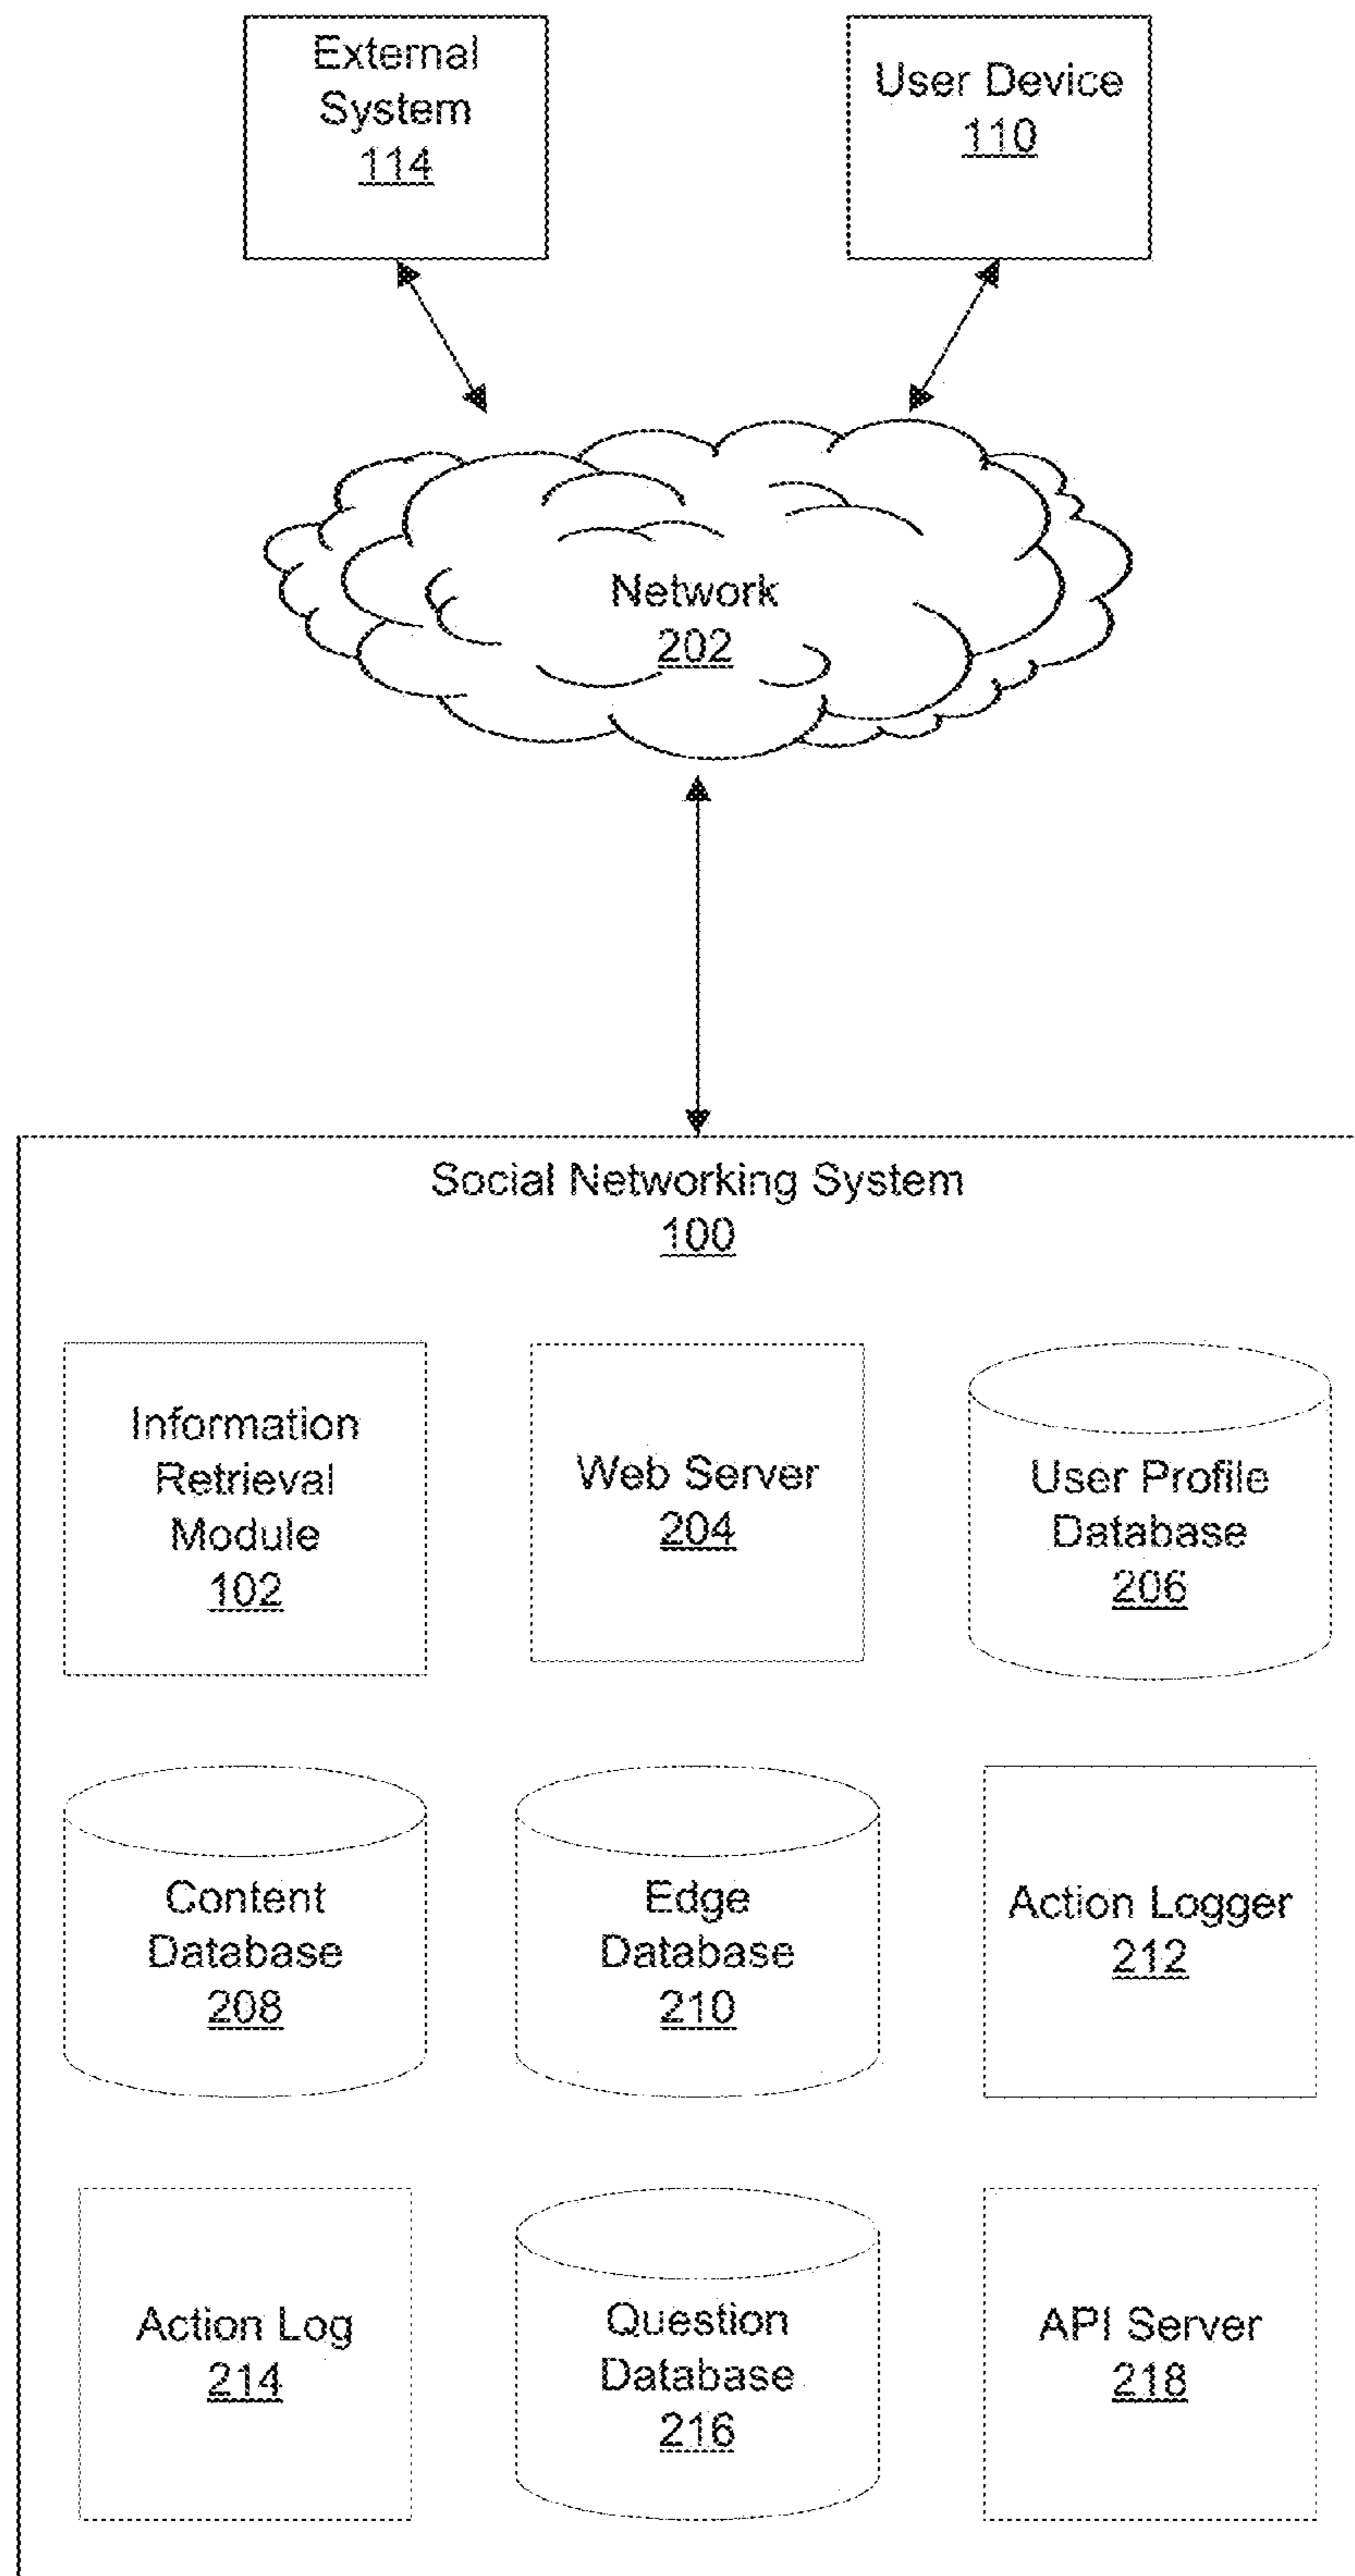 External
System
114
User Device
110
Network
202
Social Networking System
100
Information
Retrieval
Module
102
Web Server
204
User Profile
Database
206
Content
Database
208
Edge
Database
210
Action Logger
212
Action Log
214
Question
Database
216
API Server
218